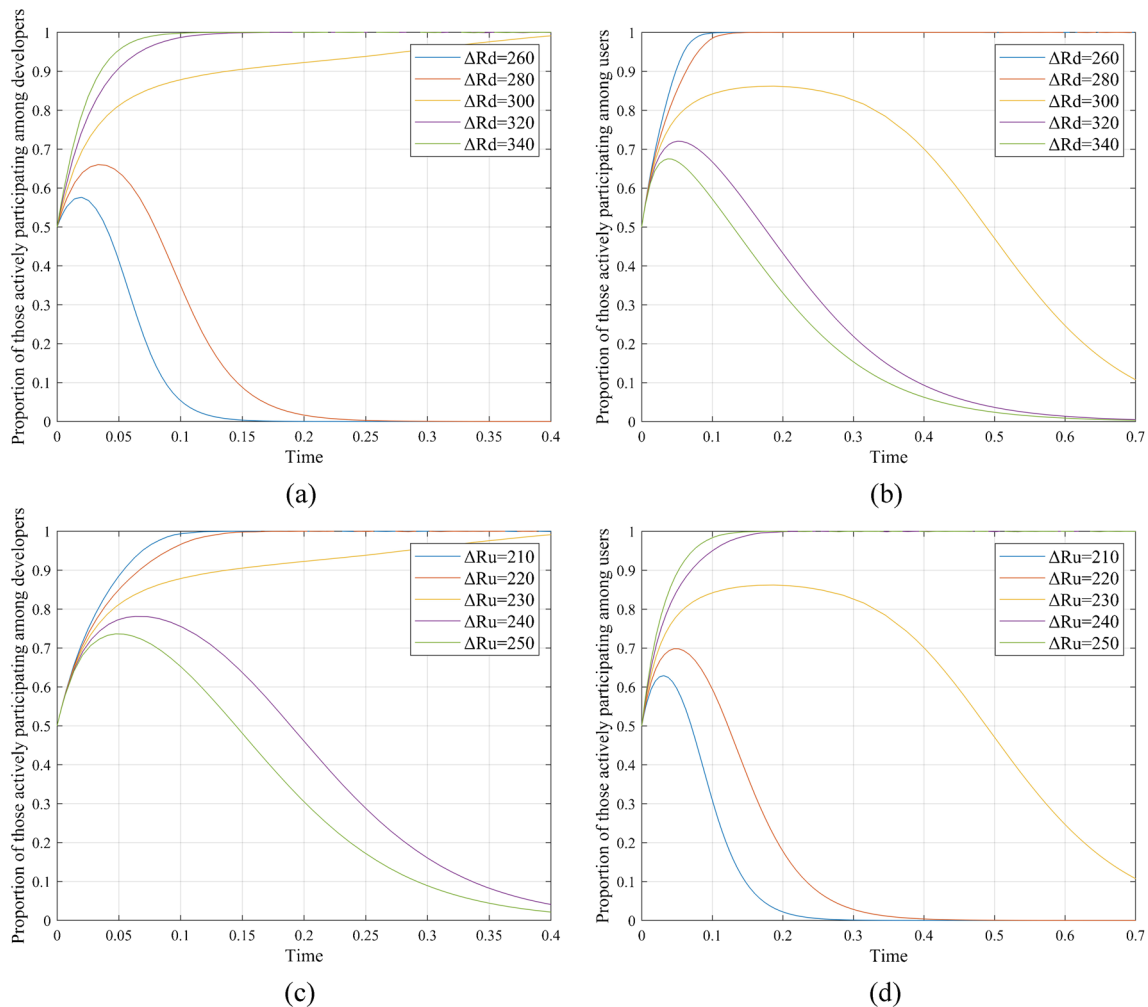 Proportion of those actively participating among developers
1
0.9
0.8
0.7
0.6
0.5
0.4
0.3
0.2
0.1
0
ΔRd=260
ΔRd=280
ΔRd=300
ΔRd=320
ΔRd=340
0 0.05 0.1 0.15 0.2 0.25 0.3 0.35 0.4
Time
(a)
Proportion of those actively participating among users
1
0.9
0.8
0.7
0.6
0.5
0.4
0.3
0.2
0.1
0
ΔRd=260
ΔRd=280
ΔRd=300
ΔRd=320
ΔRd=340
0 0.1 0.2 0.3 0.4 0.5 0.6 0.7
Time
(b)
Proportion of those actively participating among developers
1
0.9
0.8
0.7
0.6
0.5
0.4
0.3
0.2
0.1
0
ΔRu=210
ΔRu=220
ΔRu=230
ΔRu=240
ΔRu=250
0 0.05 0.1 0.15 0.2 0.25 0.3 0.35 0.4
Time
(c)
Proportion of those actively participating among users
1
0.9
0.8
0.7
0.6
0.5
0.4
0.3
0.2
0.1
0
ΔRu=210
ΔRu=220
ΔRu=230
ΔRu=240
ΔRu=250
0 0.1 0.2 0.3 0.4 0.5 0.6 0.7
Time
(d)